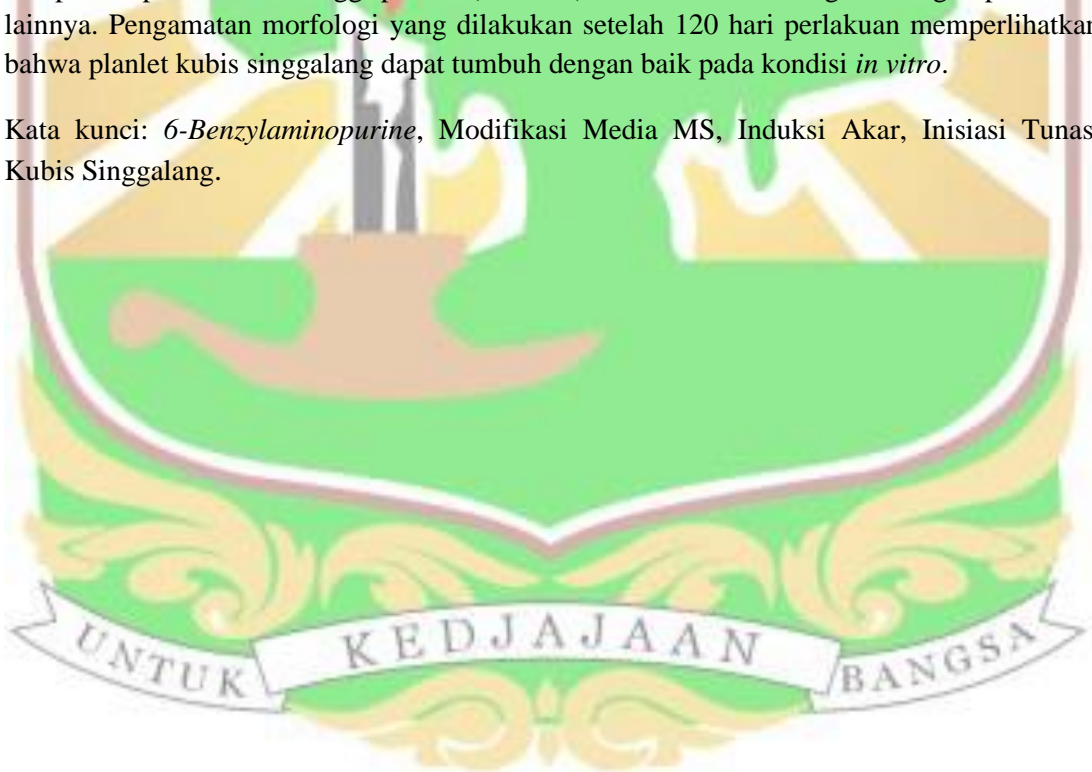 lainnya. Pengamatan morfologi yang dilakukan setelah 120 hari perlakuan memperlihatkan
bahwa planlet kubis singgalang dapat tumbuh dengan baik pada kondisi in vitro.
Kata kunci: 6-Benzylaminopurine, Modifikasi Media MS, Induksi Akar, Inisiasi Tunas
Kubis Singgalang.
UNTUK KEDJAJAAN BANGSA